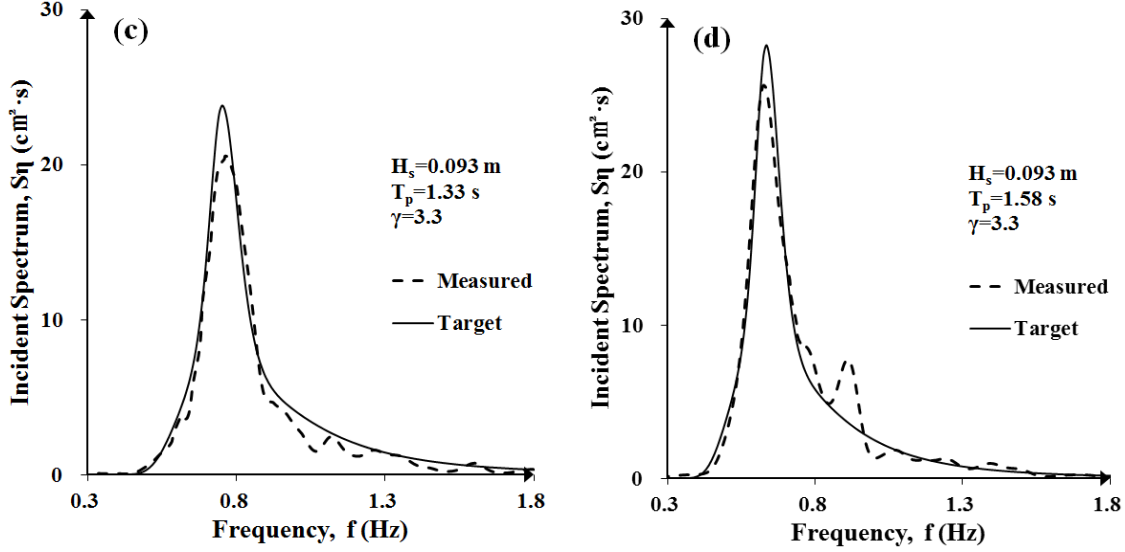 (c)
Incident Spectrum, Sη (cm²·s)
30
20
10
0
Hₛ=0.093 m
Tₚ=1.33 s
γ=3.3
Measured
Target
0.3 0.8 1.3 1.8
Frequency, f (Hz)
(d)
Incident Spectrum, Sη (cm²·s)
30
20
10
0
Hₛ=0.093 m
Tₚ=1.58 s
γ=3.3
Measured
Target
0.3 0.8 1.3 1.8
Frequency, f (Hz)